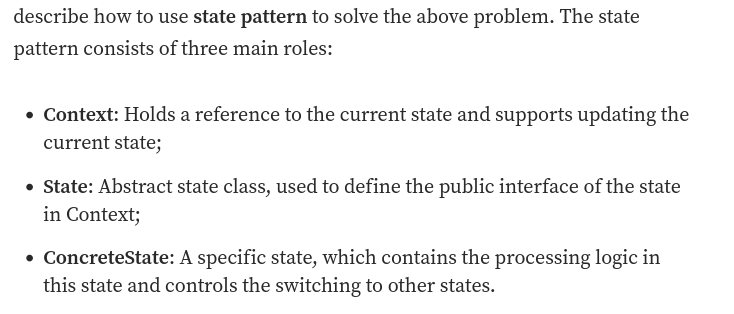 describe how to use state pattern to solve the above problem. The state
pattern consists of three main roles:
• Context: Holds a reference to the current state and supports updating the
current state;
• State: Abstract state class, used to define the public interface of the state
in Context;
• ConcreteState: A specific state, which contains the processing logic in
this state and controls the switching to other states.